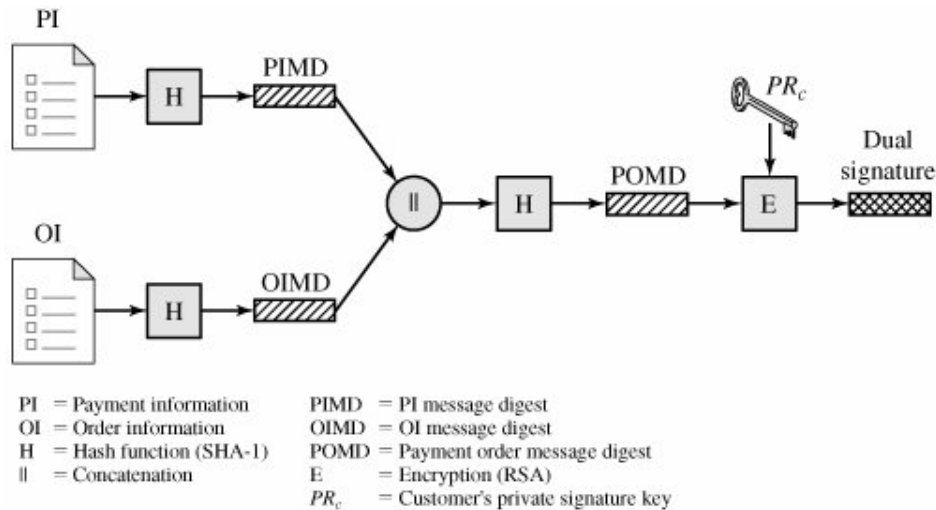 PI
H
PIMD
PR_c
Dual
signature
||
H
POMD
E
OI
H
OIMD
PI = Payment information
OI = Order information
H = Hash function (SHA-1)
|| = Concatenation
PIMD = PI message digest
OIMD = OI message digest
POMD = Payment order message digest
E = Encryption (RSA)
PR_c = Customer's private signature key